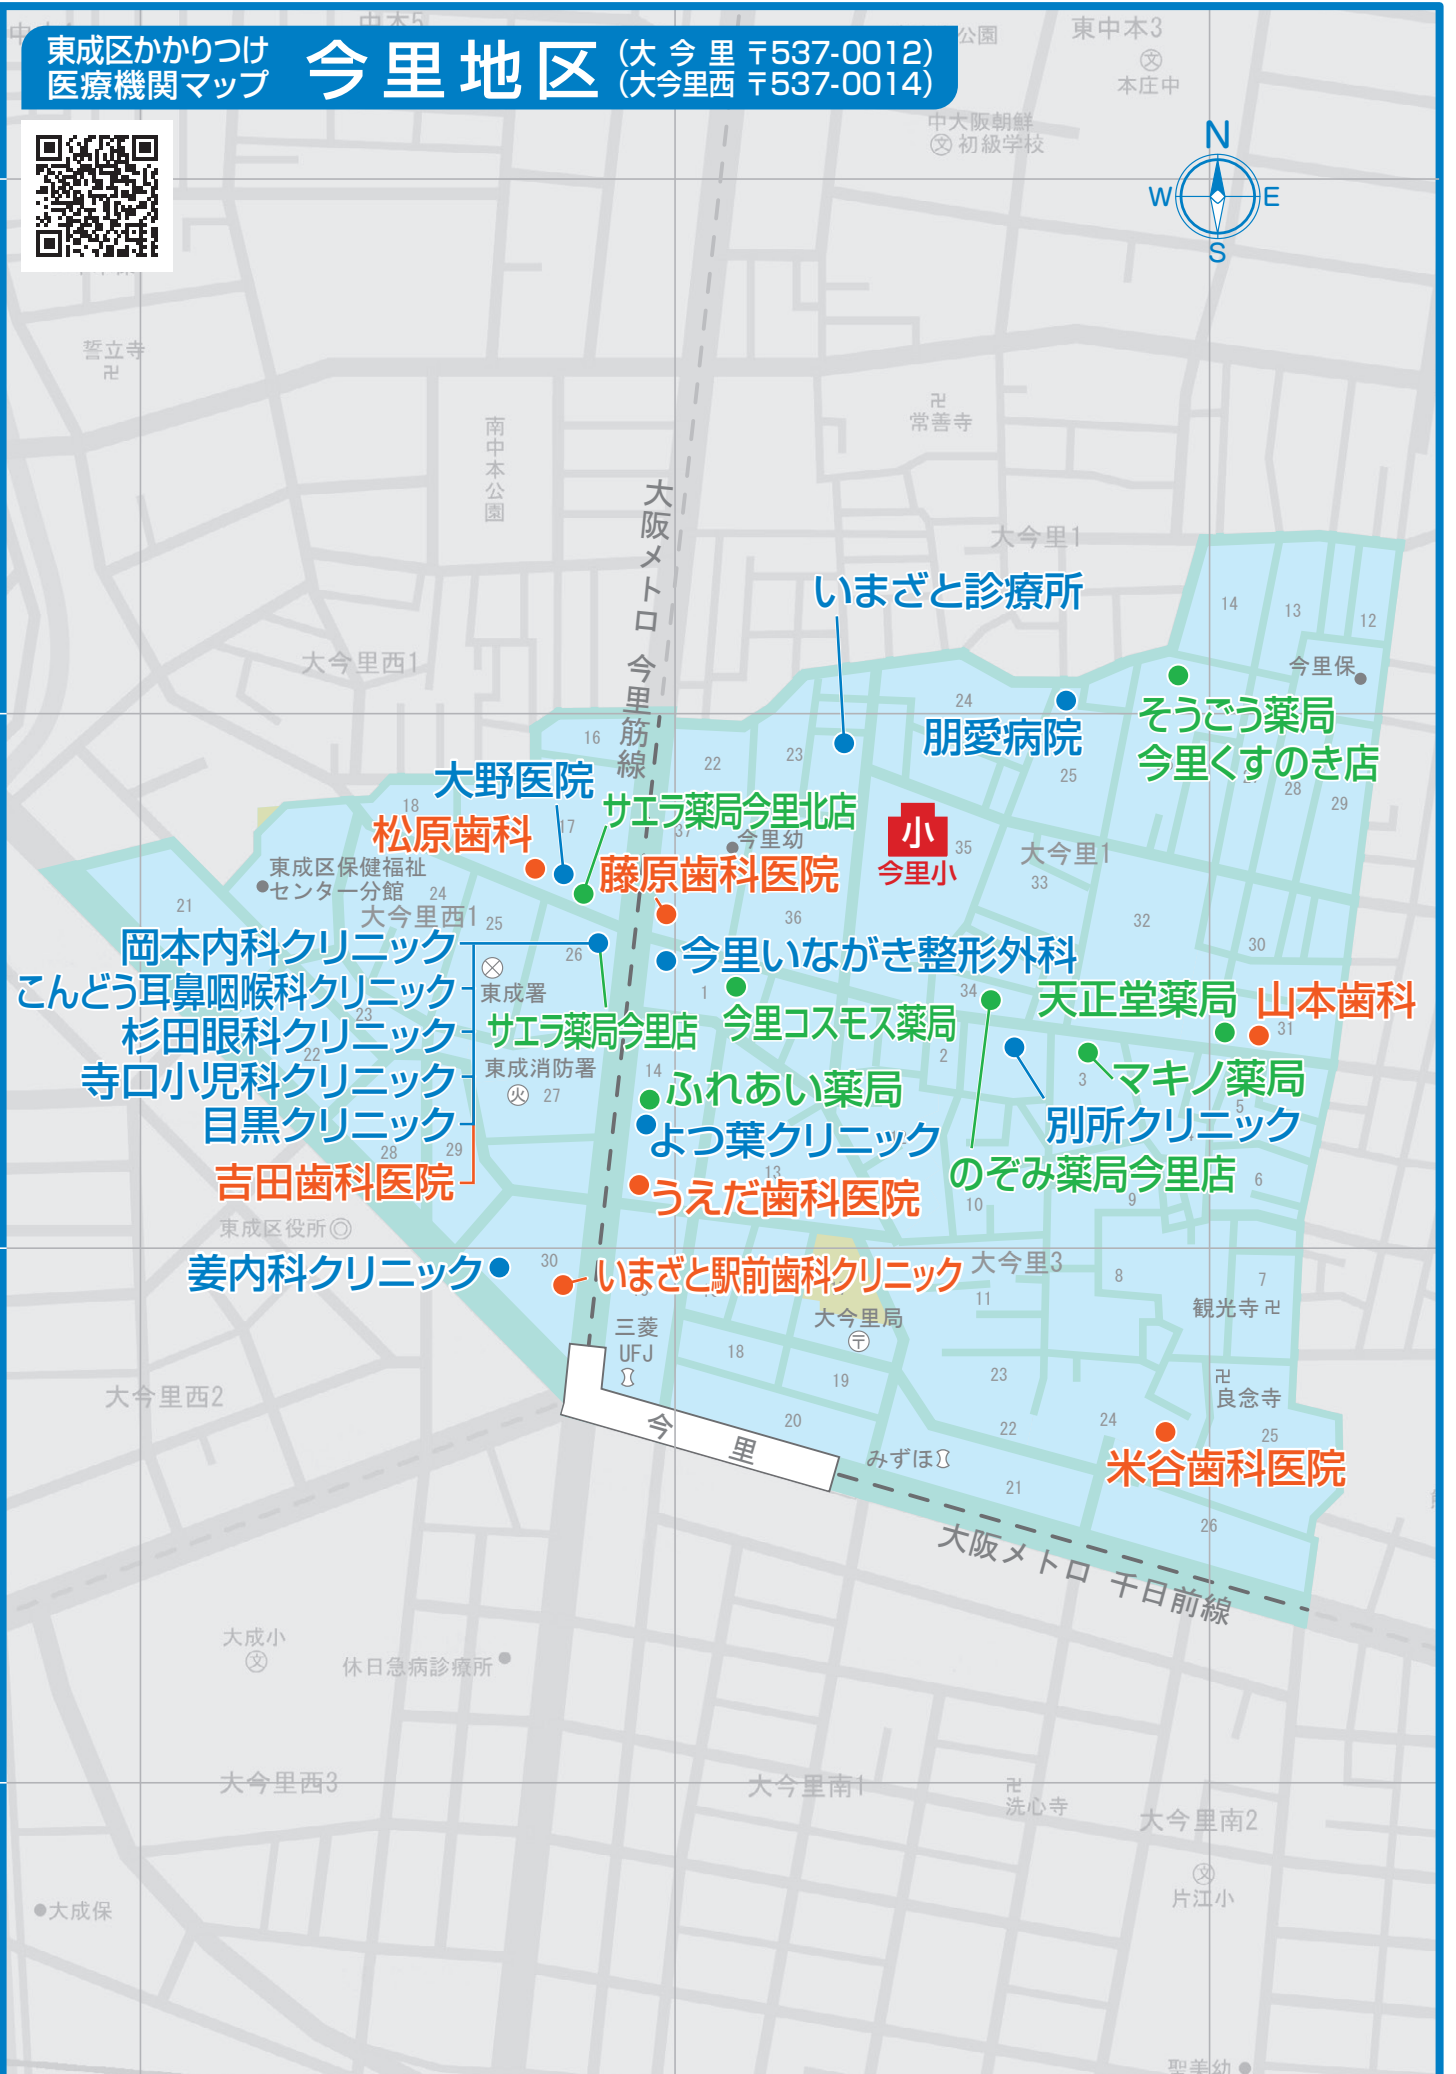 中本5
東中本3
公園
東成区かかりつけ
医療機関マップ
今里地区
(大今里 〒537-0012)
(大今里西 〒537-0014)
文
本庄中
中大阪朝鮮
文 初級学校
N
W E
S
誓立寺
卍
南中本公園
卍
常善寺
大阪メトロ 今里筋線
大今里1
いまざと診療所
14
13
12
大今里西1
今里保
24
朋愛病院
そうごう薬局
今里くすのき店
16
22
23
25
28
29
大野医院
サエラ薬局今里北店
18
17
37
松原歯科
今里幼
小
今里小
35
大今里1
33
東成区保健福祉
センター分館
藤原歯科医院
24
21
大今里西1
25
36
32
30
岡本内科クリニック
26
今里いながき整形外科
こんどう耳鼻咽喉科クリニック
東成署
1
34
天正堂薬局
山本歯科
31
23
杉田眼科クリニック
サエラ薬局今里店
今里コスモス薬局
22
2
寺口小児科クリニック
東成消防署
火 27
14
ふれあい薬局
3
マキノ薬局
5
目黒クリニック
よつ葉クリニック
別所クリニック
28
29
吉田歯科医院
13
うえだ歯科医院
のぞみ薬局今里店
6
10
9
東成区役所
姜内科クリニック
30
いまざと駅前歯科クリニック
大今里3
8
7
11
観光寺 卍
三菱
UFJ
大今里局
〒
18
19
23
卍
良念寺
大今里西2
今里
20
22
24
25
みずほ
米谷歯科医院
21
26
大阪メトロ 千日前線
大成小
文
休日急病診療所
大今里西3
大今里南1
卍
洗心寺
大今里南2
文
片江小
大成保
聖美幼